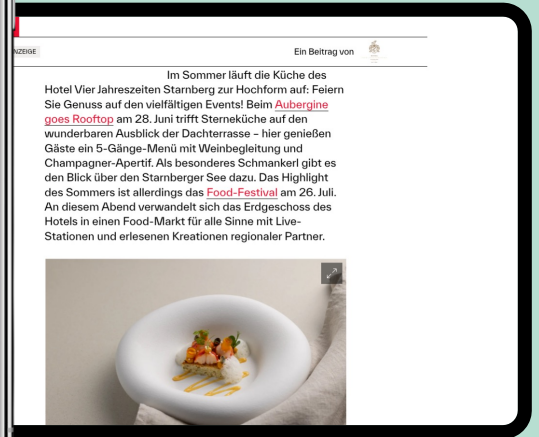 NZEIGE
Ein Beitrag von
Im Sommer läuft die Küche des
Hotel Vier Jahreszeiten Starnberg zur Hochform auf: Feiern
Sie Genuss auf den vielfältigen Events! Beim Aubergine
goes Rooftop am 28. Juni trifft Sterneküche auf den
wunderbaren Ausblick der Dachterrasse – hier genießen
Gäste ein 5-Gänge-Menü mit Weinbegleitung und
Champagner-Apertif. Als besonderes Schmankerl gibt es
den Blick über den Starnberger See dazu. Das Highlight
des Sommers ist allerdings das Food-Festival am 26. Juli.
An diesem Abend verwandelt sich das Erdgeschoss des
Hotels in einen Food-Markt für alle Sinne mit Live-
Stationen und erlesenen Kreationen regionaler Partner.